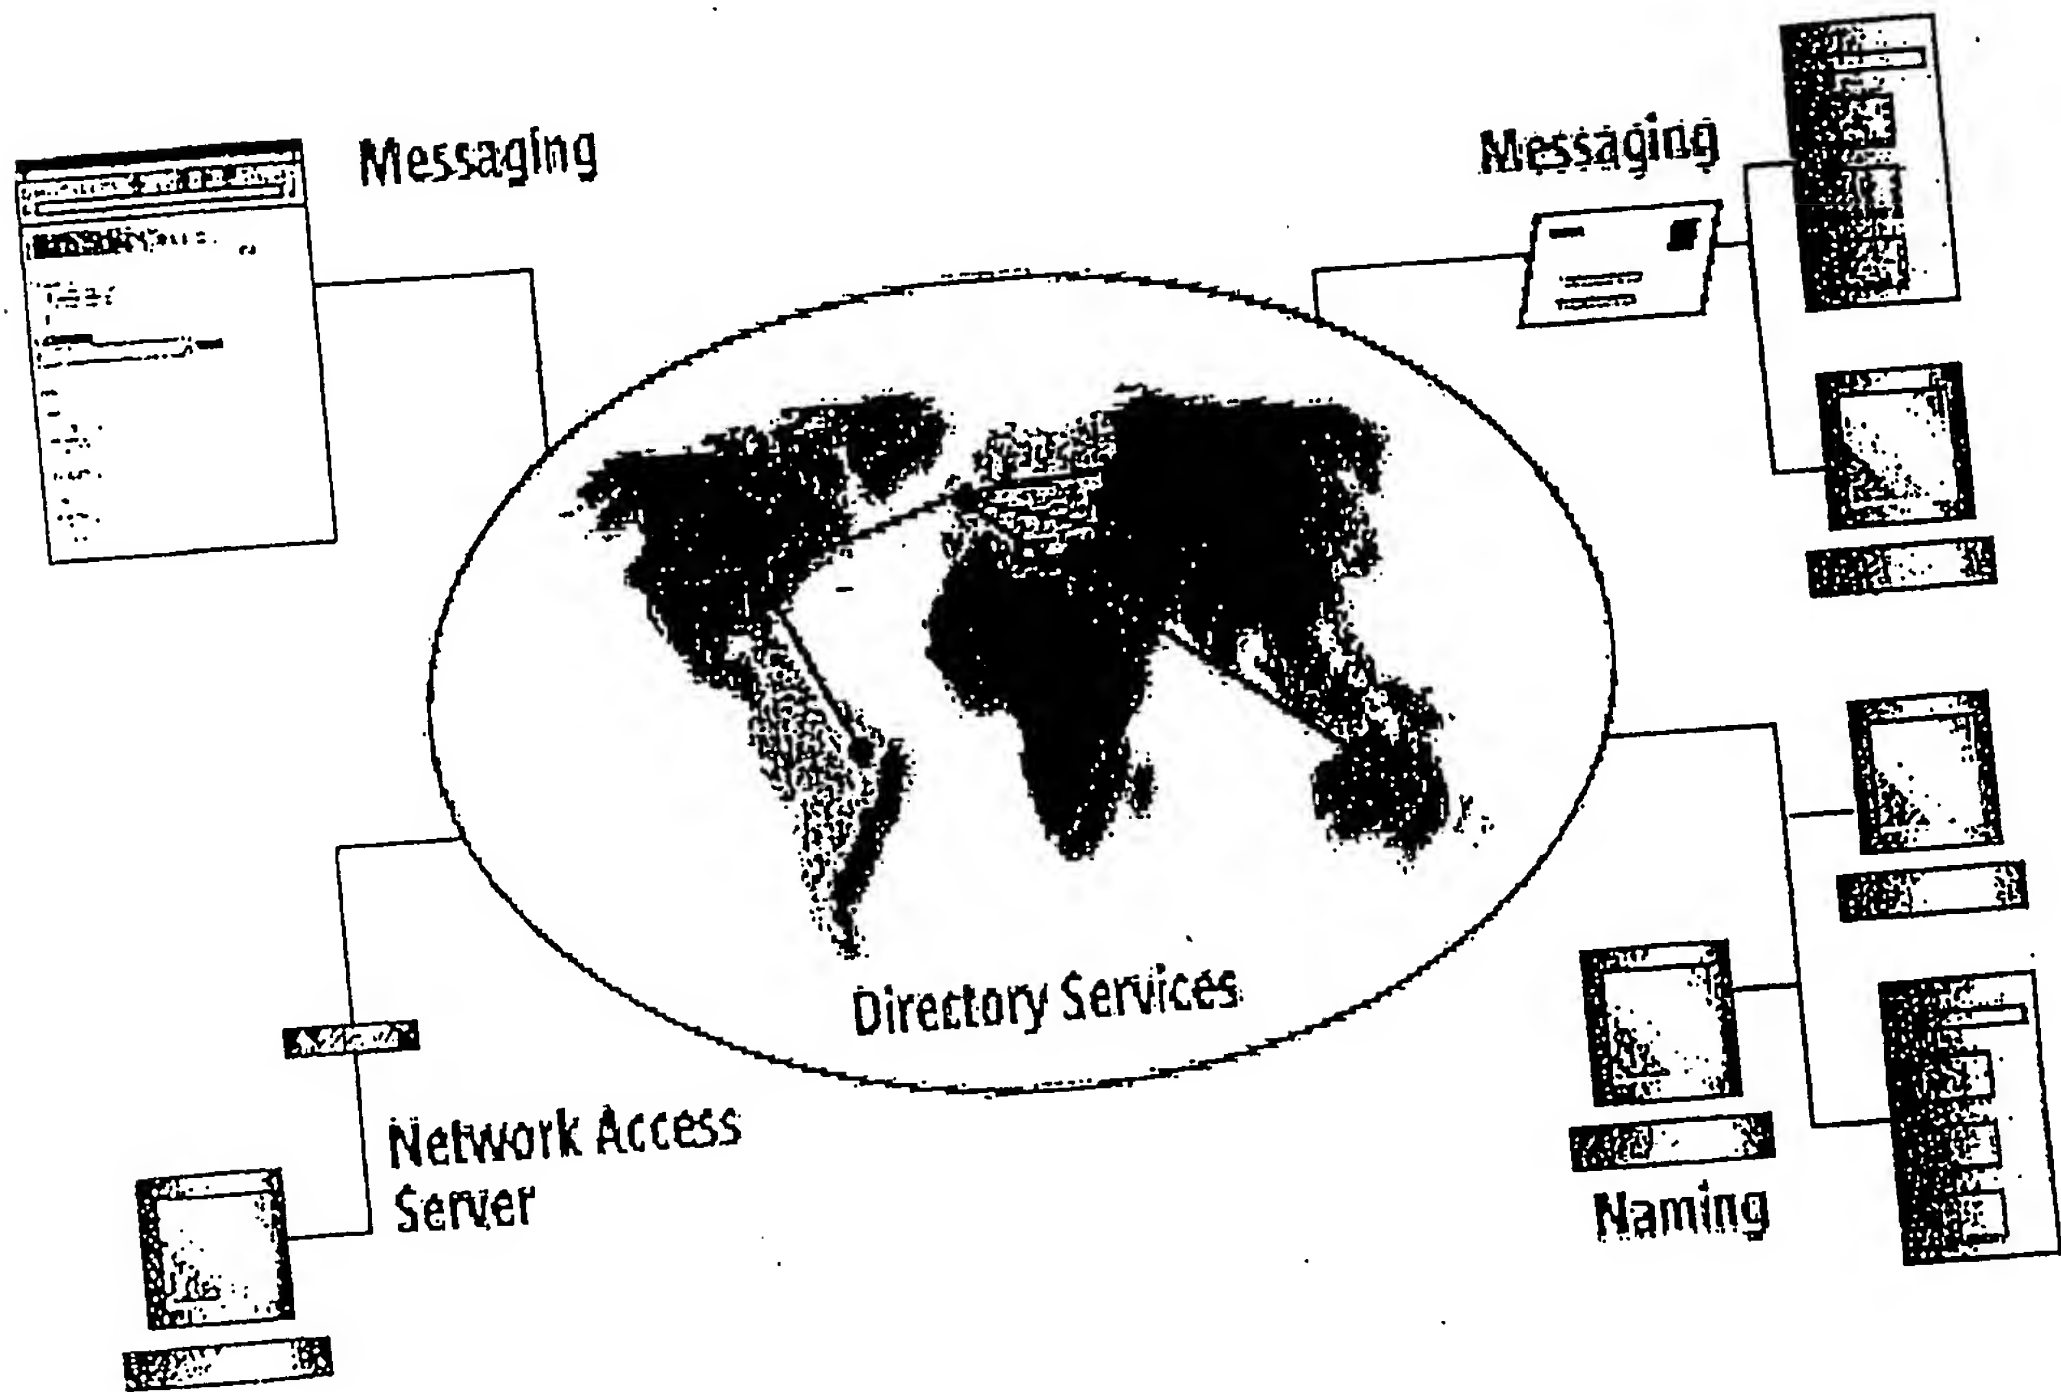 Messaging
Messaging
Directory Services
Network Access
Server
Naming